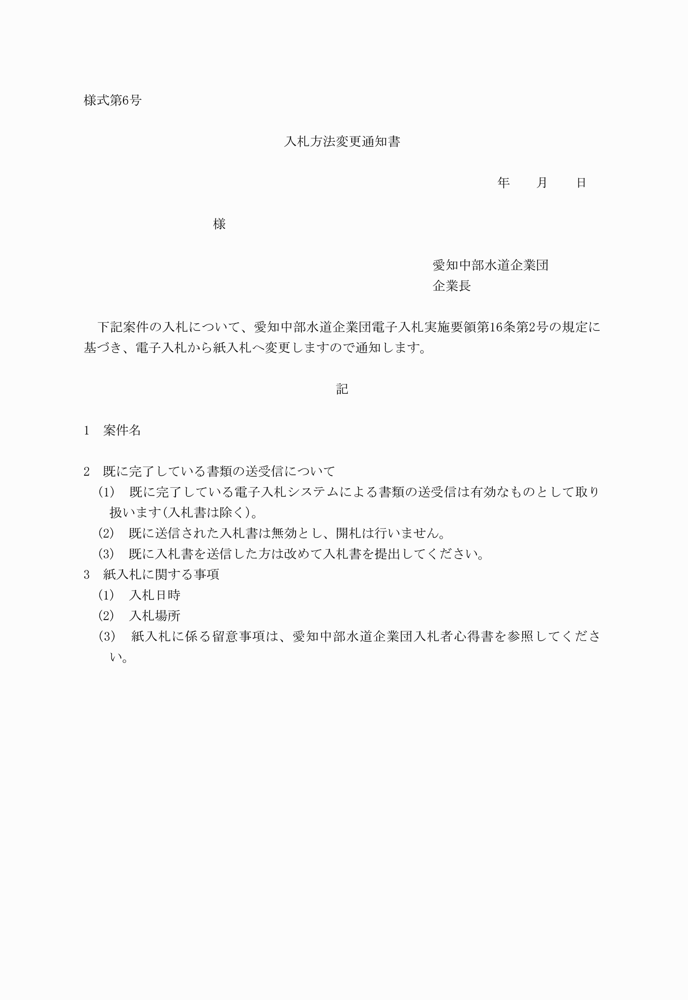 様式第6号
入札方法変更通知書
年　　月　　日
様
愛知中部水道企業団
企業長
下記案件の入札について、愛知中部水道企業団電子入札実施要領第16条第2号の規定に
基づき、電子入札から紙入札へ変更しますので通知します。
記
1　案件名
2　既に完了している書類の送受信について
(1)　既に完了している電子入札システムによる書類の送受信は有効なものとして取り
扱います(入札書は除く)。
(2)　既に送信された入札書は無効とし、開札は行いません。
(3)　既に入札書を送信した方は改めて入札書を提出してください。
3　紙入札に関する事項
(1)　入札日時
(2)　入札場所
(3)　紙入札に係る留意事項は、愛知中部水道企業団入札者心得書を参照してくださ
い。